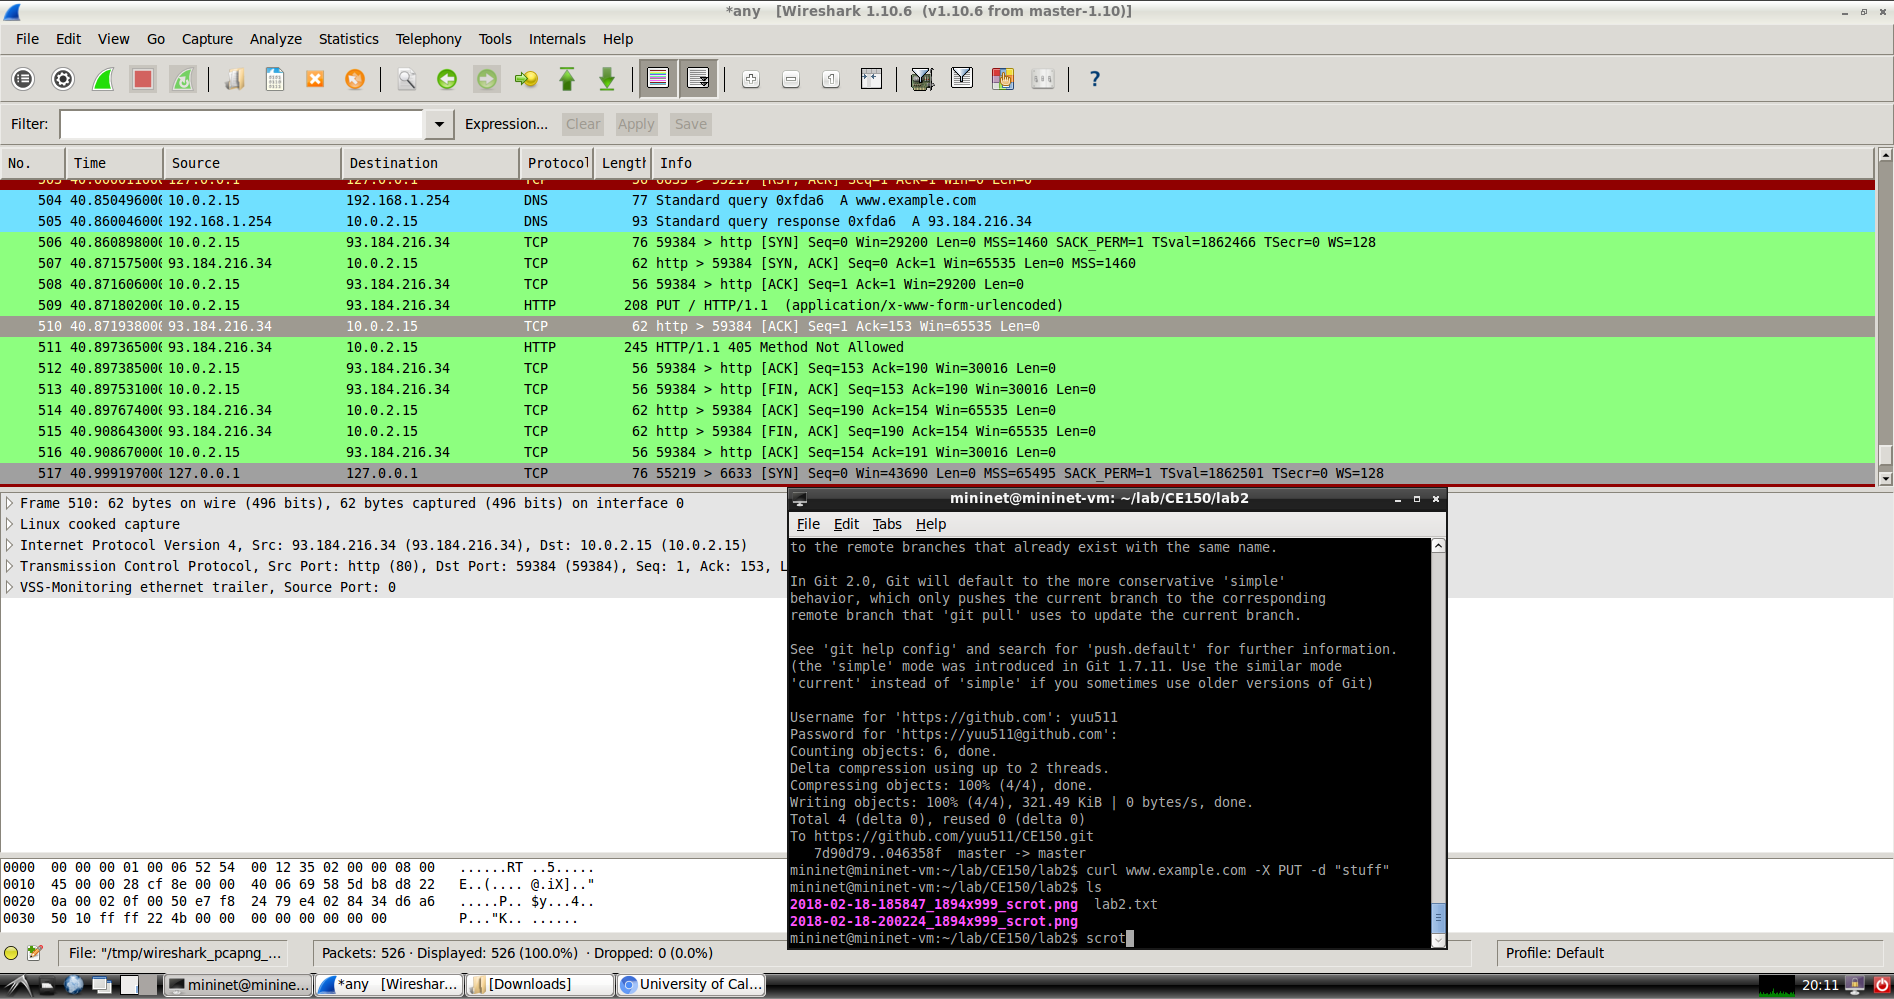 *any   [Wireshark 1.10.6  (v1.10.6 from master-1.10)]
File Edit View Go Capture Analyze Statistics Telephony Tools Internals Help
Filter: Expression... Clear Apply Save
No. Time Source Destination Protocol Length Info
504 40.850496000 10.0.2.15 192.168.1.254 DNS 77 Standard query 0xfda6  A www.example.com
505 40.860046000 192.168.1.254 10.0.2.15 DNS 93 Standard query response 0xfda6  A 93.184.216.34
506 40.860898000 10.0.2.15 93.184.216.34 TCP 76 59384 > http [SYN] Seq=0 Win=29200 Len=0 MSS=1460 SACK_PERM=1 TSval=1862466 TSecr=0 WS=128
507 40.871575000 93.184.216.34 10.0.2.15 TCP 62 http > 59384 [SYN, ACK] Seq=0 Ack=1 Win=65535 Len=0 MSS=1460
508 40.871606000 10.0.2.15 93.184.216.34 TCP 56 59384 > http [ACK] Seq=1 Ack=1 Win=29200 Len=0
509 40.871802000 10.0.2.15 93.184.216.34 HTTP 208 PUT / HTTP/1.1  (application/x-www-form-urlencoded)
510 40.871938000 93.184.216.34 10.0.2.15 TCP 62 http > 59384 [ACK] Seq=1 Ack=153 Win=65535 Len=0
511 40.897365000 93.184.216.34 10.0.2.15 HTTP 245 HTTP/1.1 405 Method Not Allowed
512 40.897385000 10.0.2.15 93.184.216.34 TCP 56 59384 > http [ACK] Seq=153 Ack=190 Win=30016 Len=0
513 40.897531000 10.0.2.15 93.184.216.34 TCP 56 59384 > http [FIN, ACK] Seq=153 Ack=190 Win=30016 Len=0
514 40.897674000 93.184.216.34 10.0.2.15 TCP 62 http > 59384 [ACK] Seq=190 Ack=154 Win=65535 Len=0
515 40.908643000 93.184.216.34 10.0.2.15 TCP 62 http > 59384 [FIN, ACK] Seq=190 Ack=154 Win=65535 Len=0
516 40.908670000 10.0.2.15 93.184.216.34 TCP 56 59384 > http [ACK] Seq=154 Ack=191 Win=30016 Len=0
517 40.999197000 127.0.0.1 127.0.0.1 TCP 76 55219 > 6633 [SYN] Seq=0 Win=43690 Len=0 MSS=65495 SACK_PERM=1 TSval=1862501 TSecr=0 WS=128
Frame 510: 62 bytes on wire (496 bits), 62 bytes captured (496 bits) on interface 0
Linux cooked capture
Internet Protocol Version 4, Src: 93.184.216.34 (93.184.216.34), Dst: 10.0.2.15 (10.0.2.15)
Transmission Control Protocol, Src Port: http (80), Dst Port: 59384 (59384), Seq: 1, Ack: 153, L
VSS-Monitoring ethernet trailer, Source Port: 0
0000  00 00 00 01 00 06 52 54  00 12 35 02 00 00 08 00   ......RT ..5.....
0010  45 00 00 28 cf 8e 00 00  40 06 69 58 5d b8 d8 22   E..(.... @.iX].."
0020  0a 00 02 0f 00 50 e7 f8  24 79 e4 02 84 34 d6 a6   .....P.. $y...4..
0030  50 10 ff ff 22 4b 00 00  00 00 00 00 00 00   P..."K.. ......
mininet@mininet-vm: ~/lab/CE150/lab2
File Edit Tabs Help
to the remote branches that already exist with the same name.
In Git 2.0, Git will default to the more conservative 'simple'
behavior, which only pushes the current branch to the corresponding
remote branch that 'git pull' uses to update the current branch.
See 'git help config' and search for 'push.default' for further information.
(the 'simple' mode was introduced in Git 1.7.11. Use the similar mode
'current' instead of 'simple' if you sometimes use older versions of Git)
Username for 'https://github.com': yuu511
Password for 'https://yuu511@github.com':
Counting objects: 6, done.
Delta compression using up to 2 threads.
Compressing objects: 100% (4/4), done.
Writing objects: 100% (4/4), 321.49 KiB | 0 bytes/s, done.
Total 4 (delta 0), reused 0 (delta 0)
To https://github.com/yuu511/CE150.git
7d90d79..046358f  master -> master
mininet@mininet-vm:~/lab/CE150/lab2$ curl www.example.com -X PUT -d "stuff"
mininet@mininet-vm:~/lab/CE150/lab2$ ls
2018-02-18-185847_1894x999_scrot.png  lab2.txt
2018-02-18-200224_1894x999_scrot.png
mininet@mininet-vm:~/lab/CE150/lab2$ scrot
File: "/tmp/wireshark_pcapng_... Packets: 526 · Displayed: 526 (100.0%) · Dropped: 0 (0.0%) Profile: Default
mininet@minine... *any   [Wireshar... [Downloads] University of Cal... 20:11